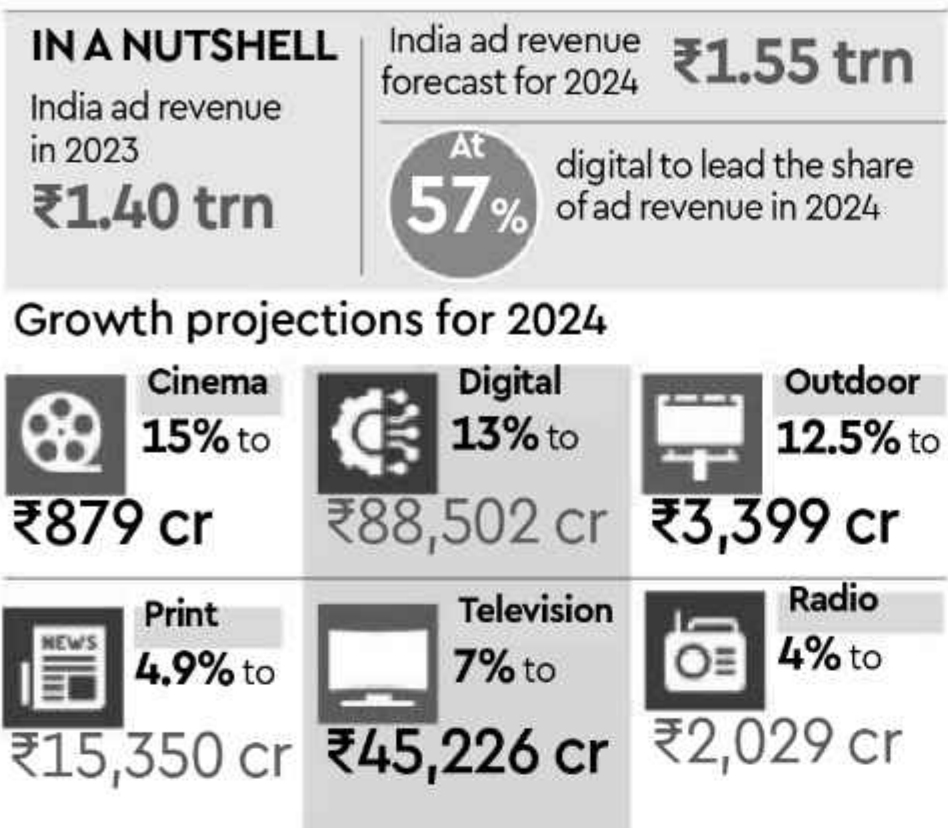 IN A NUTSHELL
India ad revenue
in 2023
₹1.40 trn
India ad revenue
forecast for 2024
₹1.55 trn
At
57%
digital to lead the share
of ad revenue in 2024
Growth projections for 2024
Cinema
15% to
₹879 cr
Digital
13% to
₹88,502 cr
Outdoor
12.5% to
₹3,399 cr
NEWS
Print
4.9% to
₹15,350 cr
Television
7% to
₹45,226 cr
Radio
4% to
₹2,029 cr